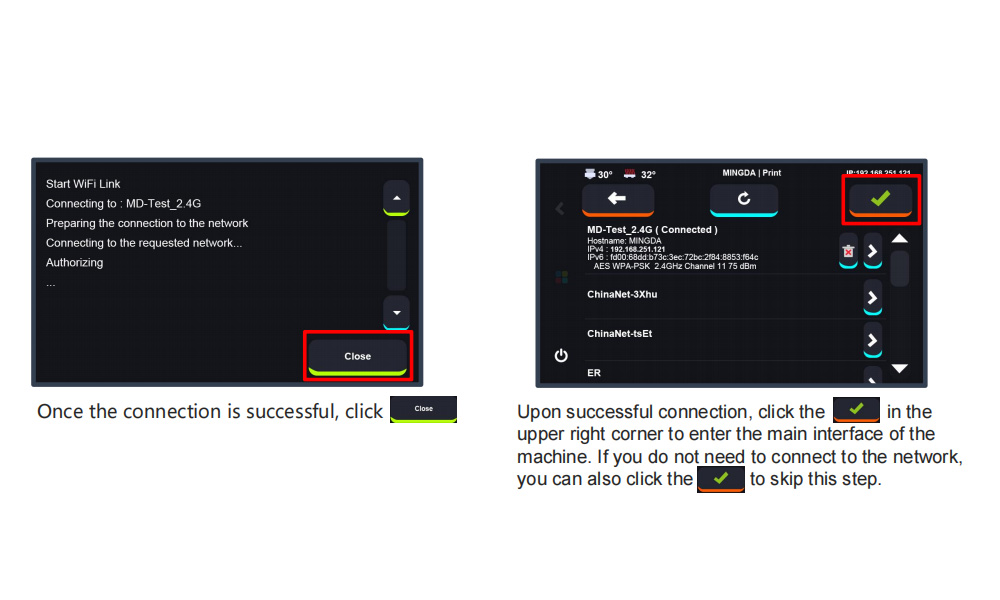 Start WiFi Link
Connecting to : MD-Test_2.4G
Preparing the connection to the network
Connecting to the requested network...
Authorizing
...
Close
Once the connection is successful, click Close
30° 32° MINGDA | Print IP:192.168.251.121
MD-Test_2.4G ( Connected )
Hostname: MINGDA
IPv4 : 192.168.251.121
IPv6 : fd00:68dd:b73c:3ec:72bc:2f84:8853:f64c
AES WPA-PSK 2.4GHz Channel 11 75 dBm
ChinaNet-3Xhu
ChinaNet-tsEt
ER
Upon successful connection, click the in the
upper right corner to enter the main interface of the
machine. If you do not need to connect to the network,
you can also click the to skip this step.